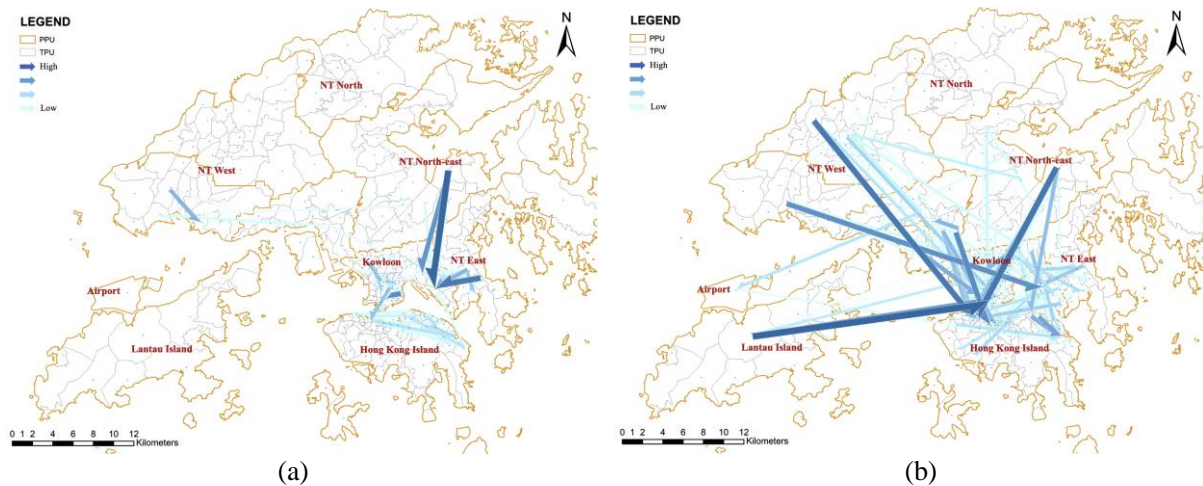 LEGEND
PPU
TPU
High
Low
N
NT North
NT North-east
NT West
Kowloon
NT East
Airport
Lantau Island
Hong Kong Island
0 1 2 4 6 8 10 12
Kilometers
(a)
LEGEND
PPU
TPU
High
Low
N
NT North
NT North-east
NT West
Kowloon
NT East
Airport
Lantau Island
Hong Kong Island
0 1 2 4 6 8 10 12
Kilometers
(b)